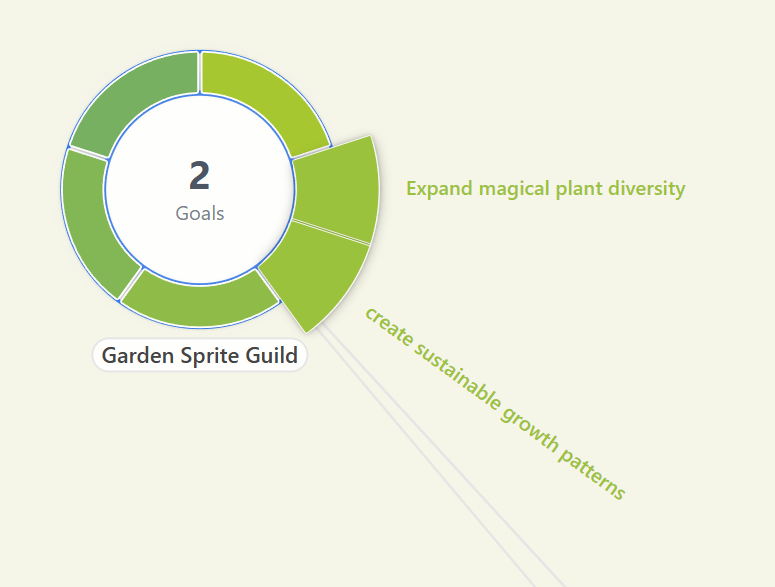 2
Goals
Expand magical plant diversity
create sustainable growth patterns
Garden Sprite Guild